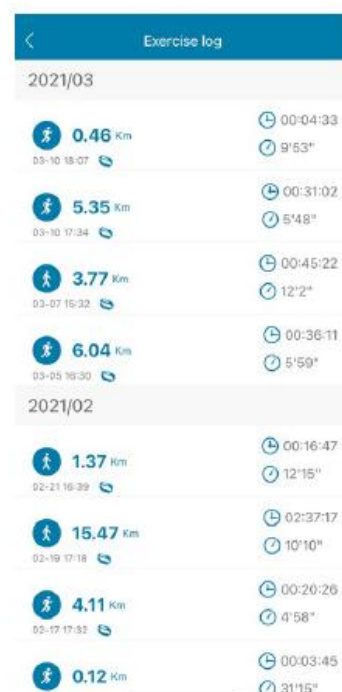 Exercise log
2021/03
0.46 Km
00:04:33
9'53"
03-10 18:07
5.35 Km
00:31:02
5'48"
03-10 17:34
3.77 Km
00:45:22
12'2"
03-07 15:32
6.04 Km
00:36:11
5'59"
03-05 16:30
2021/02
1.37 Km
00:16:47
12'15"
02-21 16:39
15.47 Km
02:37:17
10'10"
02-19 17:18
4.11 Km
00:20:26
4'58"
02-17 17:32
0.12 Km
00:03:45
31'15"